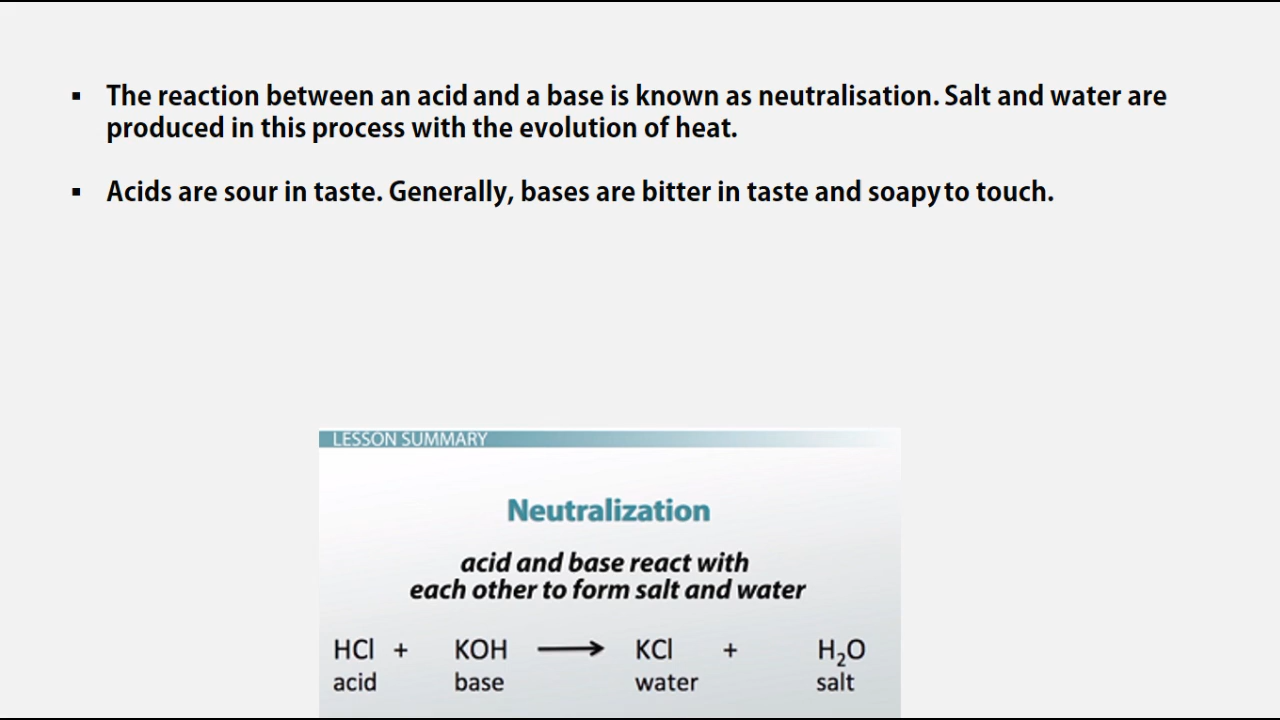 ▪ The reaction between an acid and a base is known as neutralisation. Salt and water are
produced in this process with the evolution of heat.
▪ Acids are sour in taste. Generally, bases are bitter in taste and soapy to touch.
LESSON SUMMARY
Neutralization
acid and base react with
each other to form salt and water
HCl + KOH ⟶ KCl + H₂O
acid base water salt